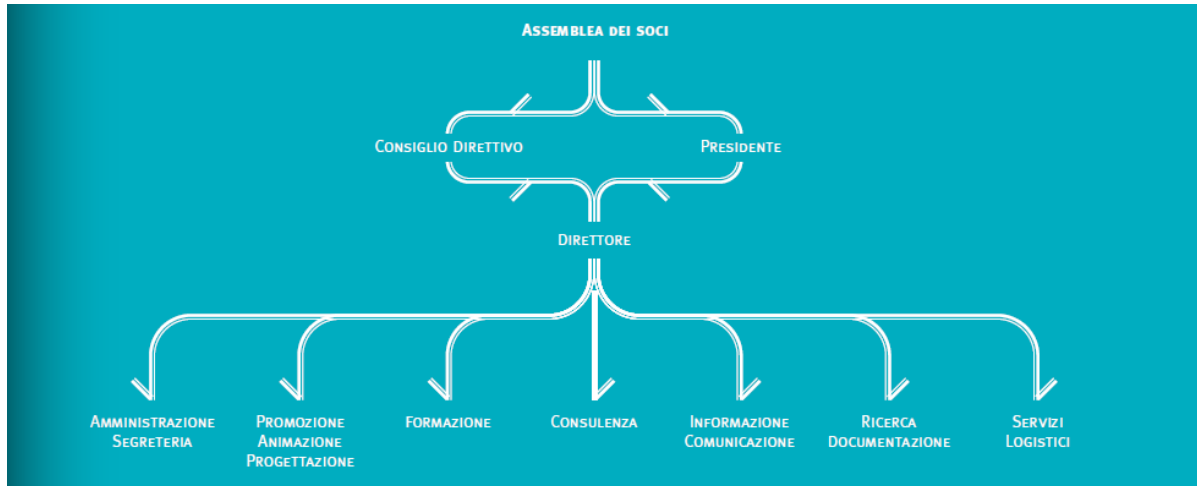 Assemblea dei soci
Consiglio Direttivo
Presidente
Direttore
Amministrazione
Segreteria
Promozione
Animazione
Progettazione
Formazione
Consulenza
Informazione
Comunicazione
Ricerca
Documentazione
Servizi
Logistici